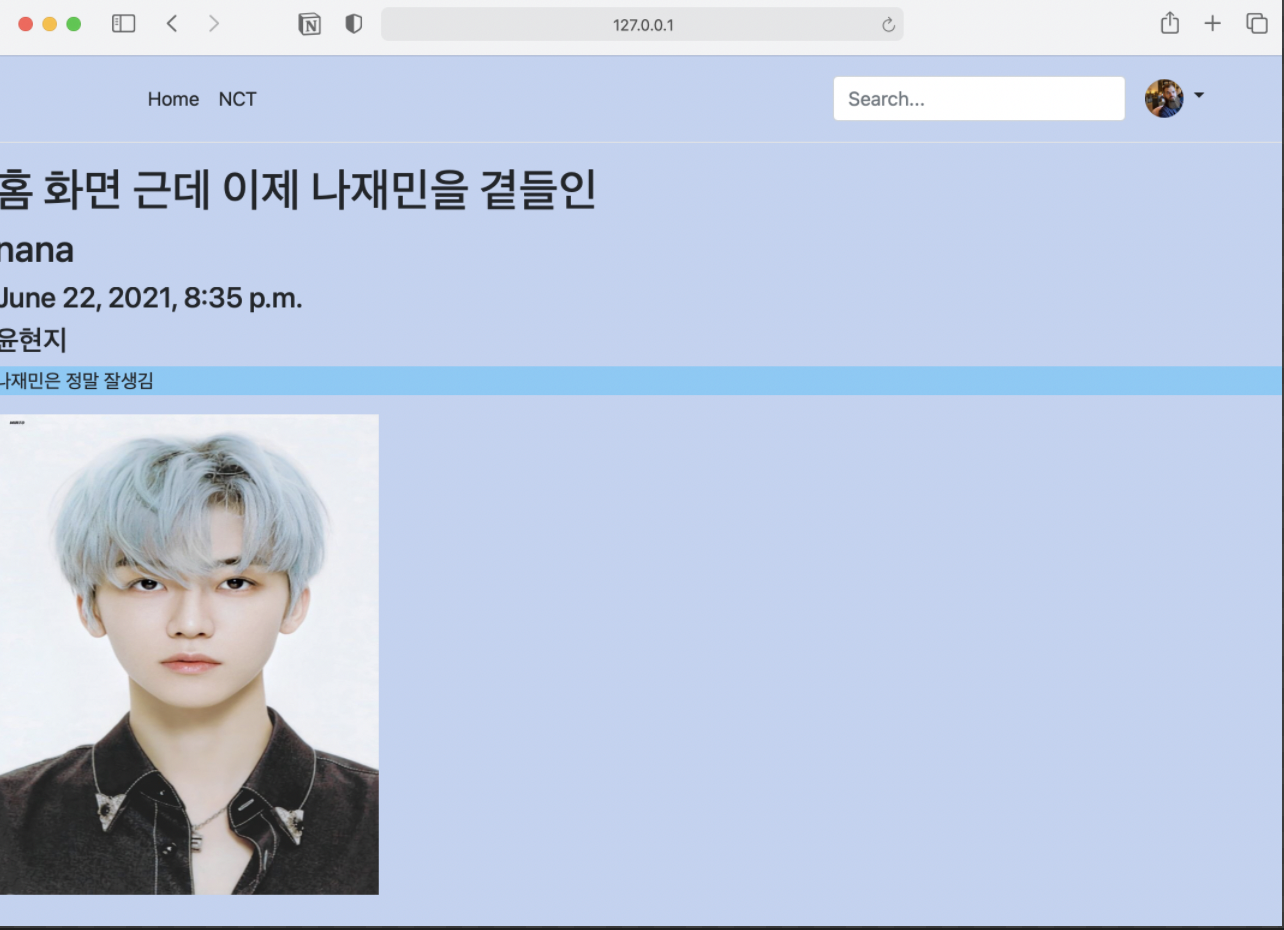 127.0.0.1
Home NCT Search...
홈 화면 근데 이제 나재민을 곁들인
nana
June 22, 2021, 8:35 p.m.
윤현지
나재민은 정말 잘생김